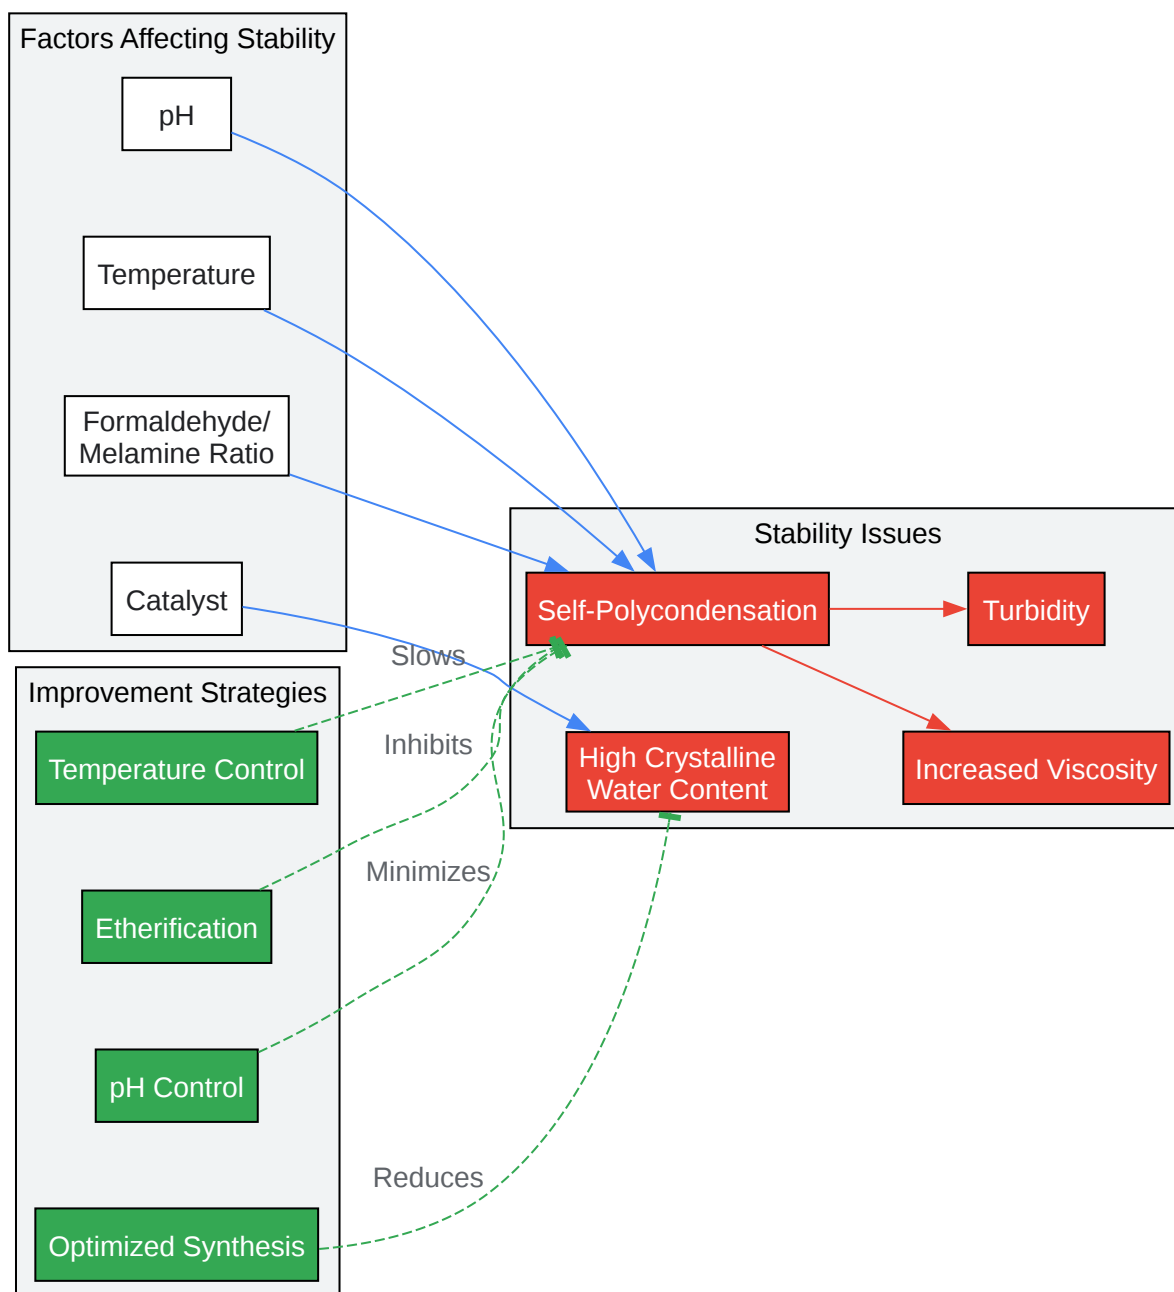 Factors Affecting Stability
pH
Temperature
Formaldehyde/
Melamine Ratio
Catalyst
Stability Issues
Self-Polycondensation
Turbidity
High Crystalline
Water Content
Increased Viscosity
Slows
Inhibits
Minimizes
Reduces
Improvement Strategies
Temperature Control
Etherification
pH Control
Optimized Synthesis